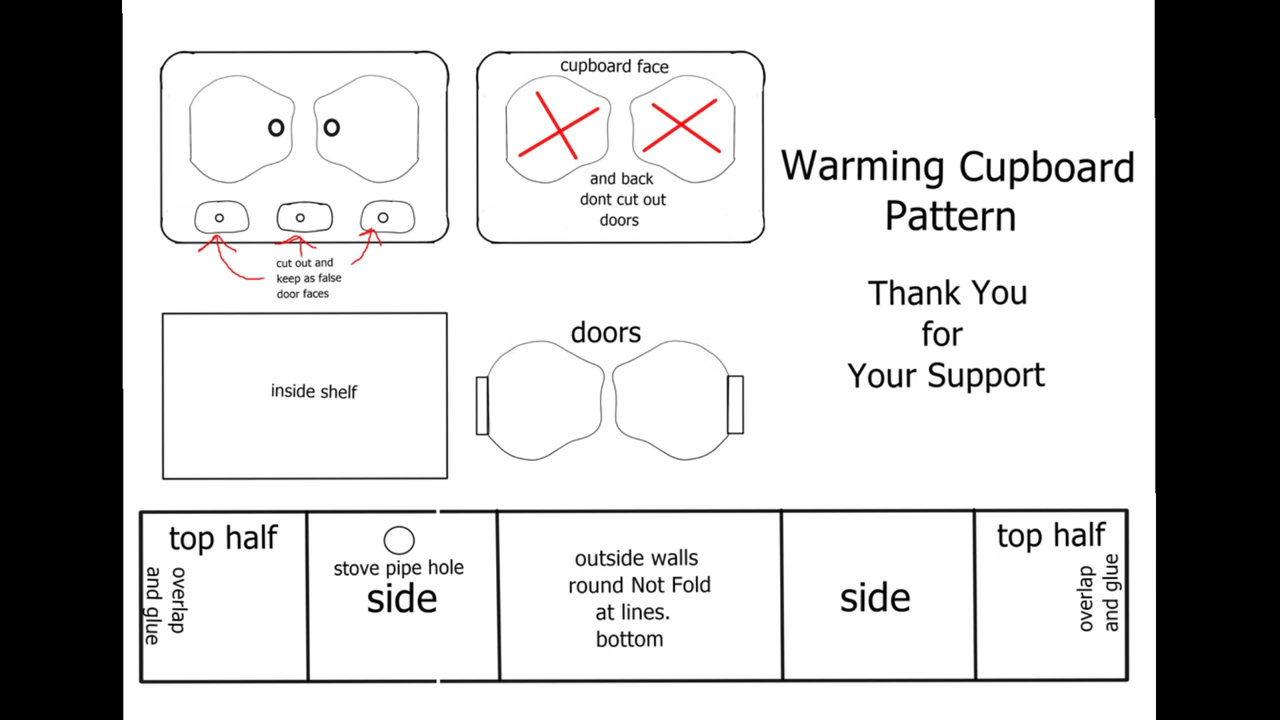 cupboard face
and back
dont cut out
doors
cut out and
keep as false
door faces
Warming Cupboard
Pattern
Thank You
for
Your Support
inside shelf
doors
top half
overlap
and glue
stove pipe hole
side
outside walls
round Not Fold
at lines.
bottom
side
top half
overlap
and glue